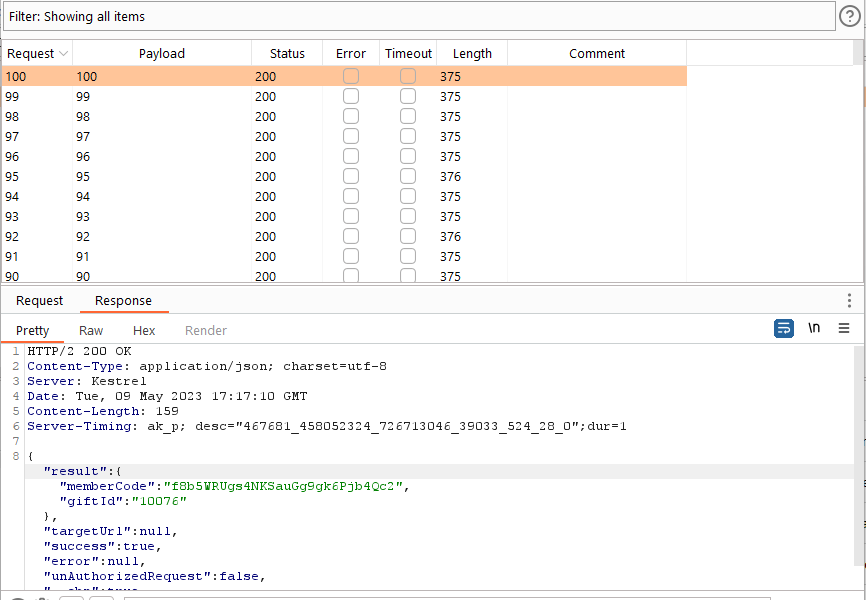 Filter: Showing all items
?
Request Payload Status Error Timeout Length Comment
100 100 200 375
99 99 200 375
98 98 200 375
97 97 200 375
96 96 200 375
95 95 200 376
94 94 200 375
93 93 200 375
92 92 200 376
91 91 200 375
90 90 200 375
Request Response
Pretty Raw Hex Render \n
1 HTTP/2 200 OK
2 Content-Type: application/json; charset=utf-8
3 Server: Kestrel
4 Date: Tue, 09 May 2023 17:17:10 GMT
5 Content-Length: 159
6 Server-Timing: ak_p; desc="467681_458052324_726713046_39033_524_28_0";dur=1
7
8 {
"result":{
"memberCode":"f8b5WRUgs4NKSauGg9gk6Pjb4Qc2",
"giftId":"10076"
},
"targetUrl":null,
"success":true,
"error":null,
"unAuthorizedRequest":false,